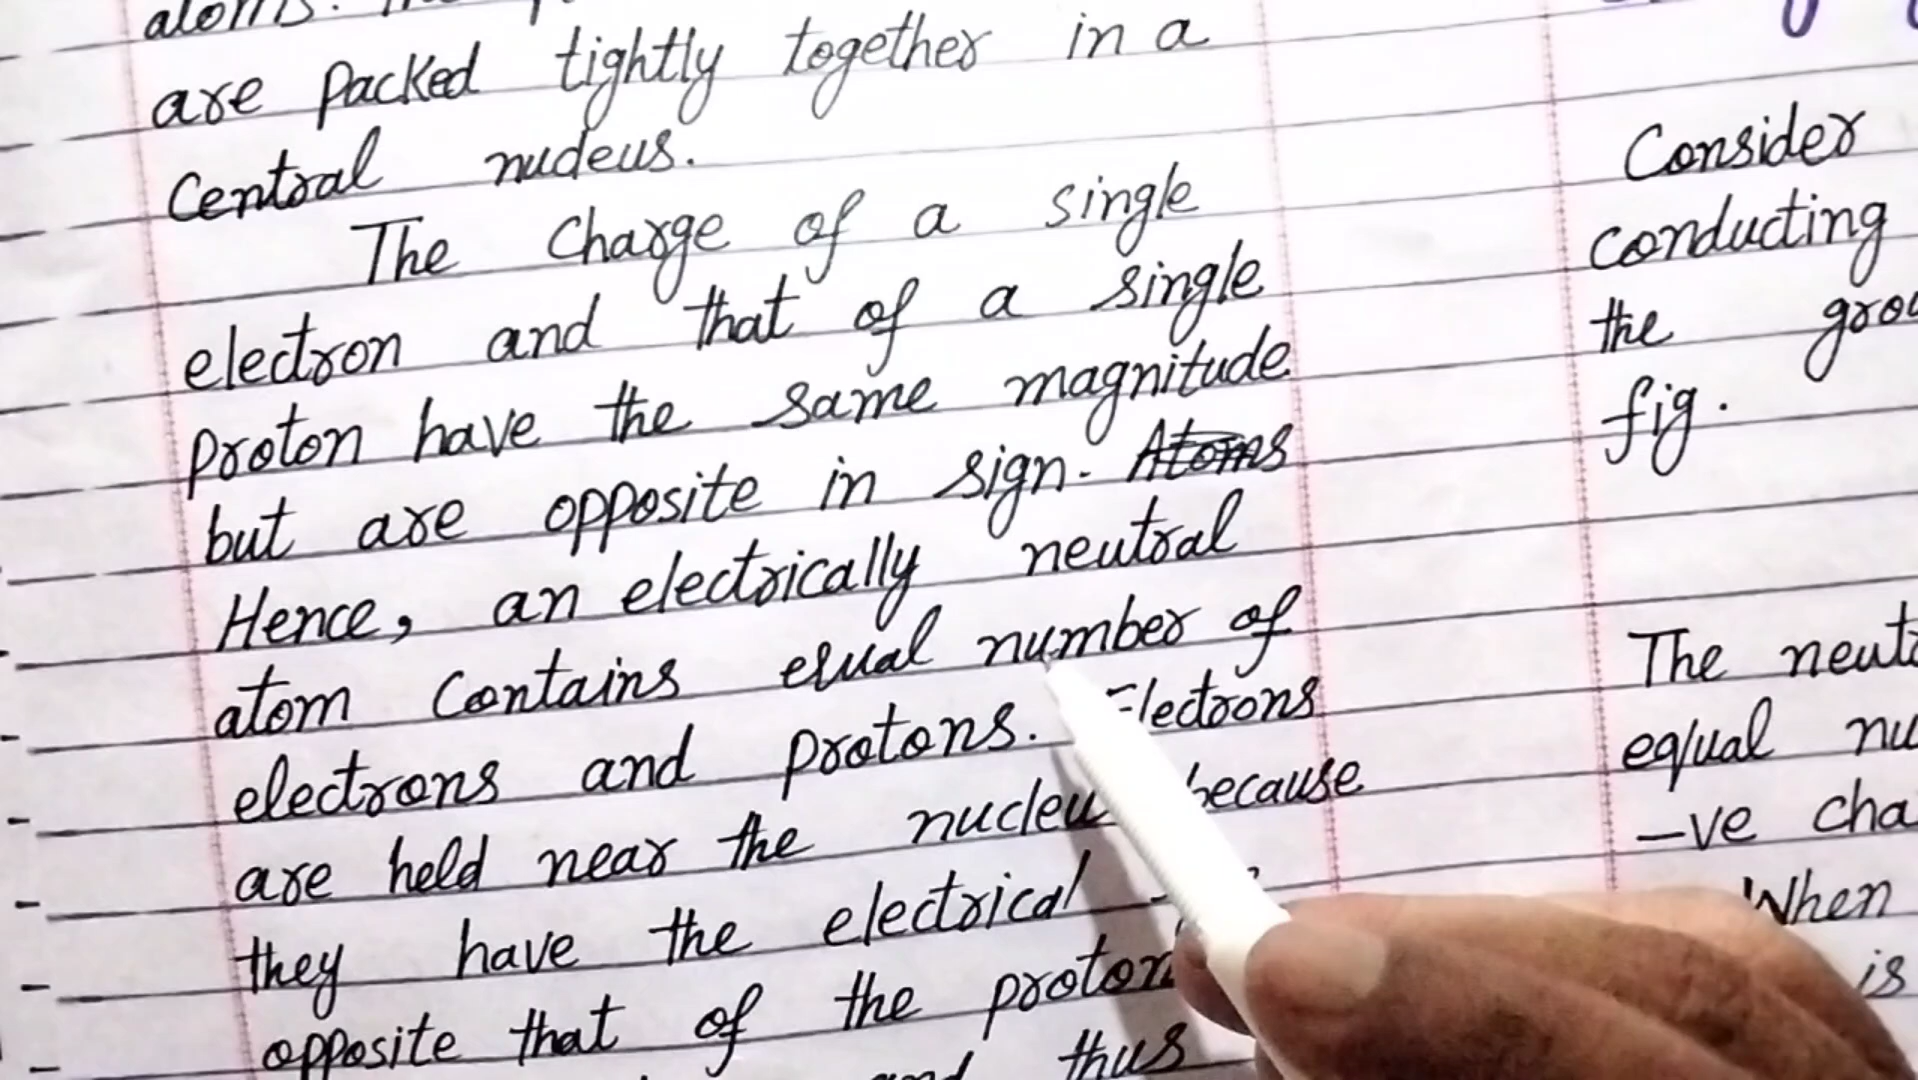 atoms.
are packed tightly together in a
Central nucleus.
The Charge of a single
electron and that of a single
proton have the same magnitude
but are opposite in sign. Atoms
Hence, an electrically neutral
atom Contains equal number of
electrons and protons. Electrons
are held near the because
they have the electrical
opposite that of the
thus
Consider
conducting
the
fig.
The
equal
-ve
When
is